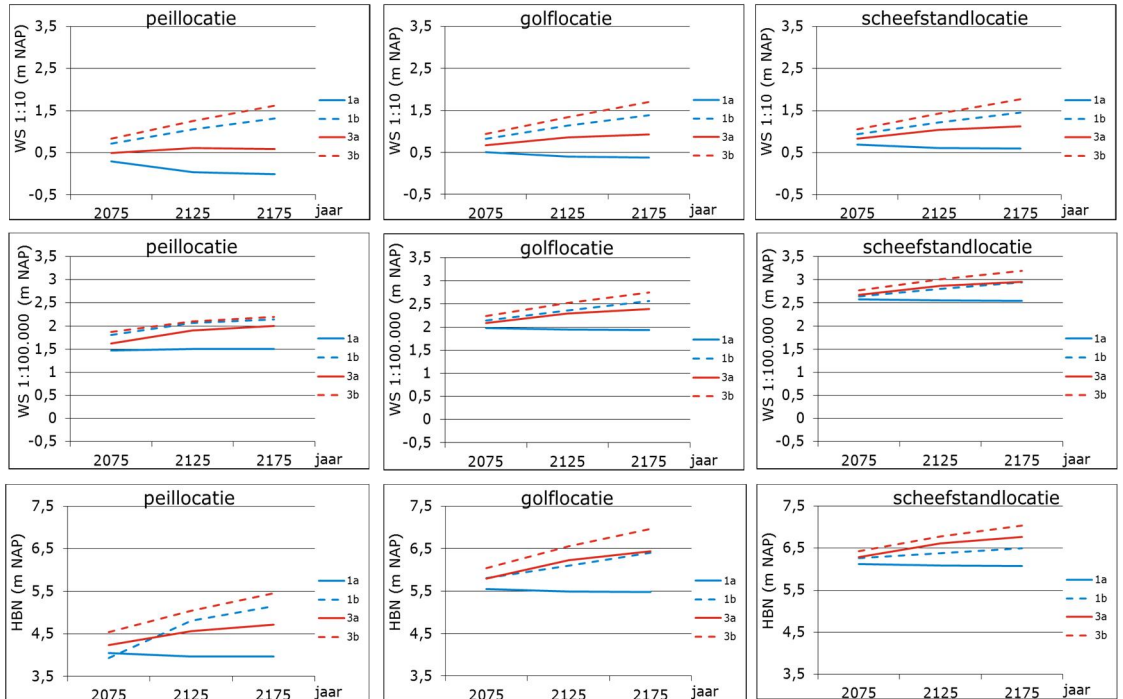 peillocatie
WS 1:10 (m NAP)
3,5
2,5
1,5
0,5
-0,5
2075 2125 2175 jaar
1a
1b
3a
3b
golflocatie
WS 1:10 (m NAP)
3,5
2,5
1,5
0,5
-0,5
2075 2125 2175 jaar
1a
1b
3a
3b
scheefstandlocatie
WS 1:10 (m NAP)
3,5
2,5
1,5
0,5
-0,5
2075 2125 2175 jaar
1a
1b
3a
3b
peillocatie
WS 1:100.000 (m NAP)
3,5
3
2,5
2
1,5
1
0,5
0
-0,5
2075 2125 2175 jaar
1a
1b
3a
3b
golflocatie
WS 1:100.000 (m NAP)
3,5
3
2,5
2
1,5
1
0,5
0
-0,5
2075 2125 2175 jaar
1a
1b
3a
3b
scheefstandlocatie
WS 1:100.000 (m NAP)
3,5
3
2,5
2
1,5
1
0,5
0
-0,5
2075 2125 2175 jaar
1a
1b
3a
3b
peillocatie
HBN (m NAP)
7,5
6,5
5,5
4,5
3,5
2075 2125 2175 jaar
1a
1b
3a
3b
golflocatie
HBN (m NAP)
7,5
6,5
5,5
4,5
3,5
2075 2125 2175 jaar
1a
1b
3a
3b
scheefstandlocatie
HBN (m NAP)
7,5
6,5
5,5
4,5
3,5
2075 2125 2175 jaar
1a
1b
3a
3b